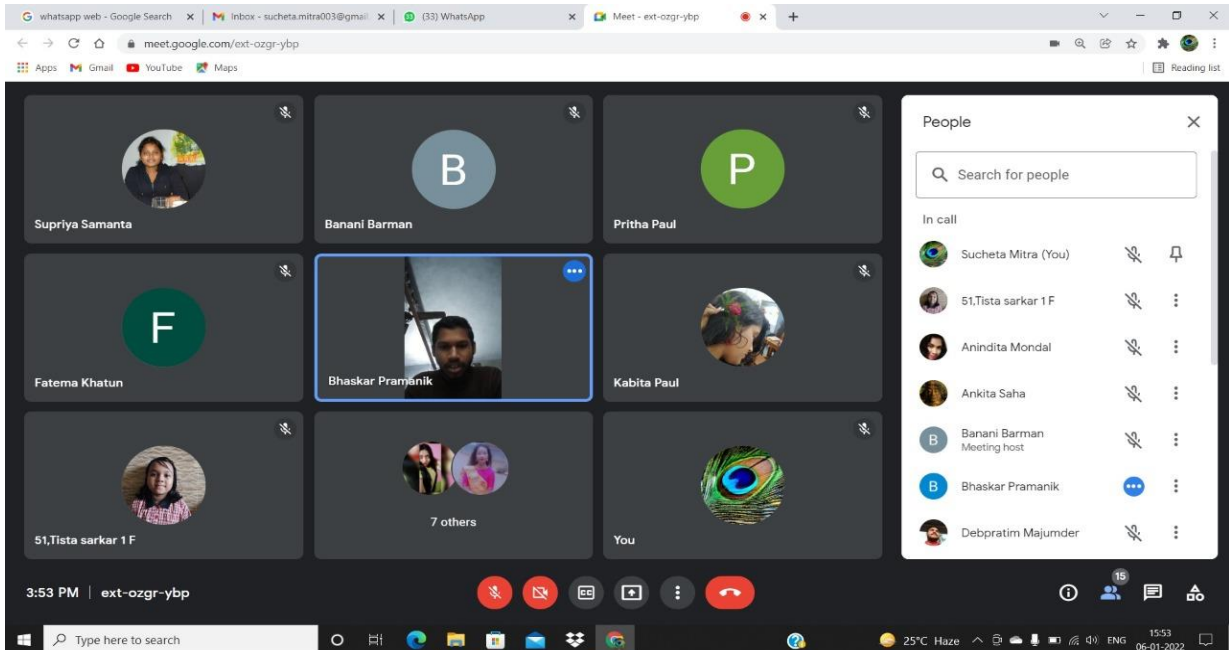 whatsapp web - Google Search
Inbox - sucheta.mitra003@gmail.
(33) WhatsApp
Meet - ext-ozgr-ybp
meet.google.com/ext-ozgr-ybp
Apps
Gmail
YouTube
Maps
Reading list
Supriya Samanta
B
Banani Barman
P
Pritha Paul
F
Fatema Khatun
Bhaskar Pramanik
Kabita Paul
51,Tista sarkar 1 F
7 others
You
People
Search for people
In call
Sucheta Mitra (You)
51,Tista sarkar 1 F
Anindita Mondal
Ankita Saha
B
Banani Barman
Meeting host
B
Bhaskar Pramanik
Debpratim Majumder
3:53 PM | ext-ozgr-ybp
CC
15
Type here to search
25°C Haze
ENG
15:53
06-01-2022